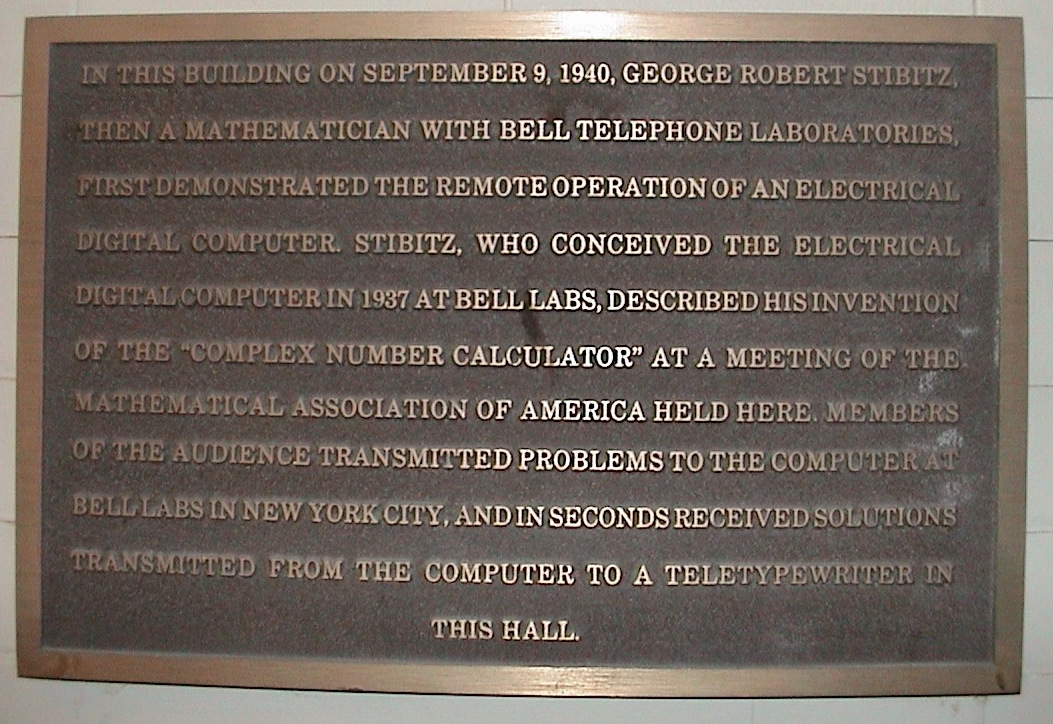 IN THIS BUILDING ON SEPTEMBER 9, 1940, GEORGE ROBERT STIBITZ,
THEN A MATHEMATICIAN WITH BELL TELEPHONE LABORATORIES,
FIRST DEMONSTRATED THE REMOTE OPERATION OF AN ELECTRICAL
DIGITAL COMPUTER. STIBITZ, WHO CONCEIVED THE ELECTRICAL
DIGITAL COMPUTER IN 1937 AT BELL LABS, DESCRIBED HIS INVENTION
OF THE "COMPLEX NUMBER CALCULATOR" AT A MEETING OF THE
MATHEMATICAL ASSOCIATION OF AMERICA HELD HERE. MEMBERS
OF THE AUDIENCE TRANSMITTED PROBLEMS TO THE COMPUTER AT
BELL LABS IN NEW YORK CITY, AND IN SECONDS RECEIVED SOLUTIONS
TRANSMITTED FROM THE COMPUTER TO A TELETYPEWRITER IN
THIS HALL.